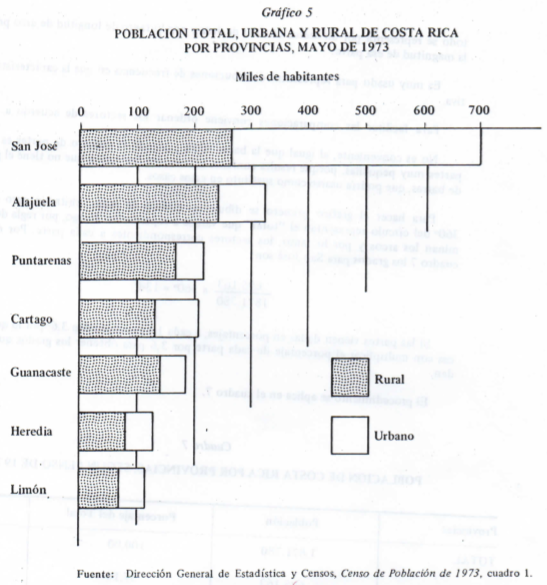 Gráfico 5
POBLACION TOTAL, URBANA Y RURAL DE COSTA RICA
POR PROVINCIAS, MAYO DE 1973
Miles de habitantes
0 100 200 300 400 500 600 700
San José
Alajuela
Puntarenas
Cartago
Guanacaste
Rural
Heredia
Urbano
Limón
Fuente: Dirección General de Estadística y Censos, Censo de Población de 1973, cuadro 1.